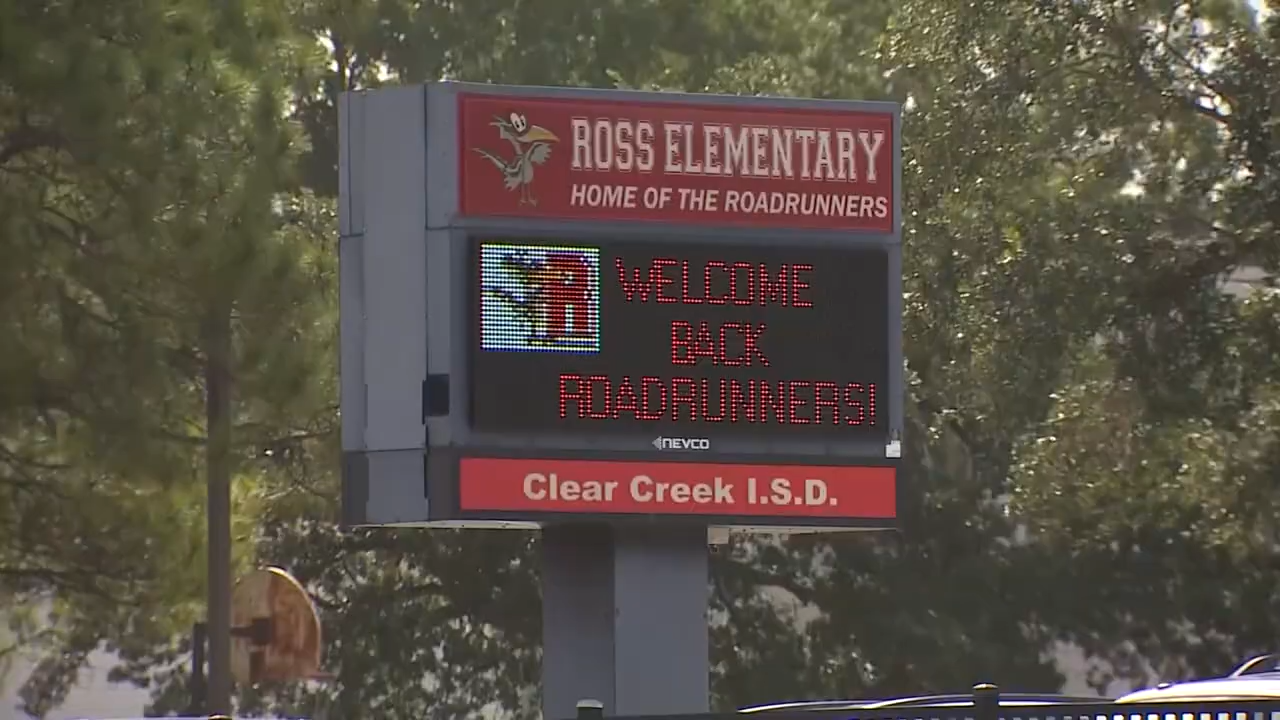 ROSS ELEMENTARY
HOME OF THE ROADRUNNERS
R
WELCOME
BACK
ROADRUNNERS!
NEVCO
Clear Creek I.S.D.